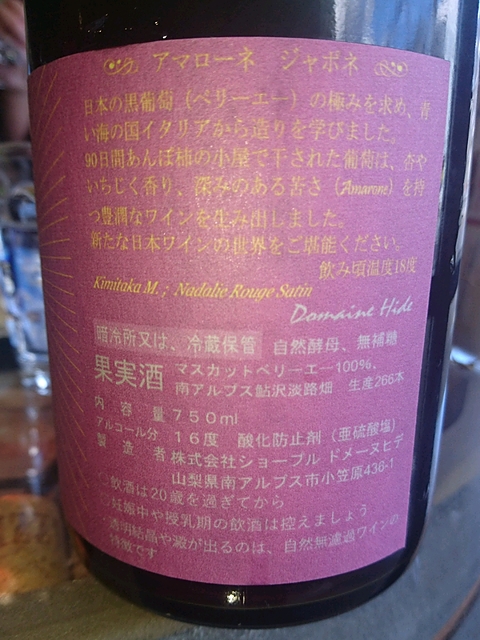 アマローネ ジャポネ
日本の黒葡萄（ベリーエー）の極みを求め、青
い海の国イタリアから造りを学びました。
90日間あんぽ柿の小屋で干された葡萄は、杏や
いちじく香り、深みのある苦さ（Amarone）を持
つ豊潤なワインを生み出しました。
新たな日本ワインの世界をご堪能ください。
飲み頃温度18度
Kimitaka M. ; Nadalie Rouge Satin
Domaine Hide
暗冷所又は、冷蔵保管 自然酵母、無補糖
果実酒 マスカットベリーエー100%、
南アルプス鮎沢淡路畑 生産266本
内容量 750ml
アルコール分 16度 酸化防止剤（亜硫酸塩）
製造者 株式会社ショープル ドメーヌヒデ
山梨県南アルプス市小笠原436-1
○飲酒は20歳を過ぎてから
○妊娠中や授乳期の飲酒は控えましょう
○透明結晶や澱が出るのは、自然無濾過ワインの
特徴です